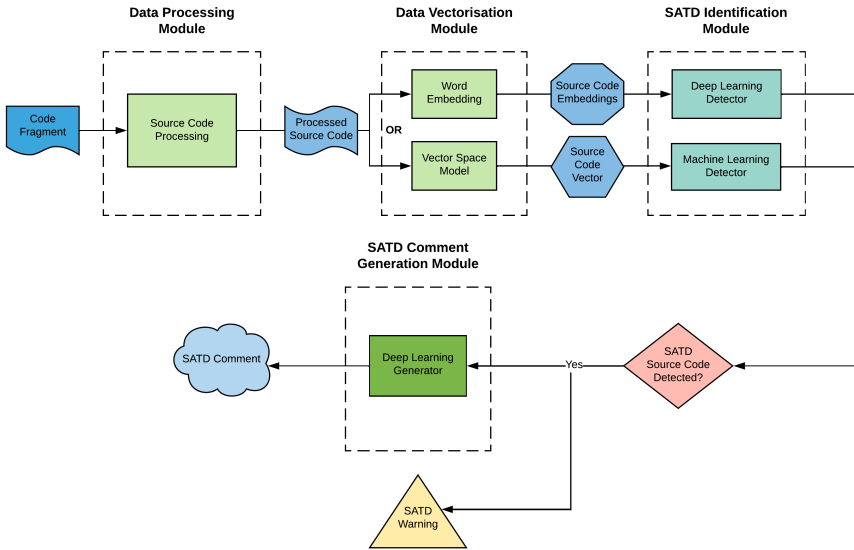 Data Processing
Module
Data Vectorisation
Module
SATD Identification
Module
Code
Fragment
Source Code
Processing
Processed
Source Code
OR
Word
Embedding
Vector Space
Model
Source Code
Embeddings
Source
Code
Vector
Deep Learning
Detector
Machine Learning
Detector
SATD Comment
Generation Module
SATD Comment
Deep Learning
Generator
Yes
SATD
Source Code
Detected?
SATD
Warning